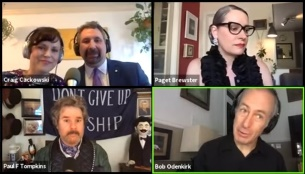 Craig Cackowski
Paget Brewster
DON'T GIVE UP
SHIP
Paul F Tompkins
Bob Odenkirk